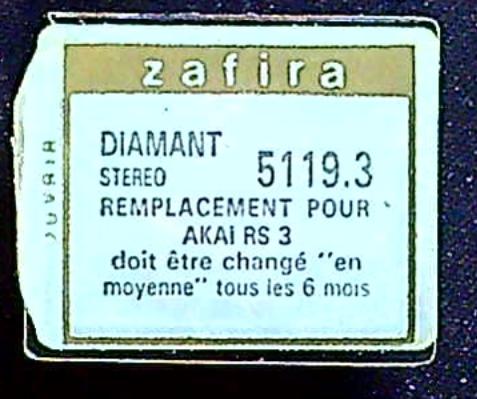 zafira
DIAMANT
STEREO 5119.3
REMPLACEMENT POUR
AKAI RS 3
doit être changé "en
moyenne" tous les 6 mois
OUVRIR